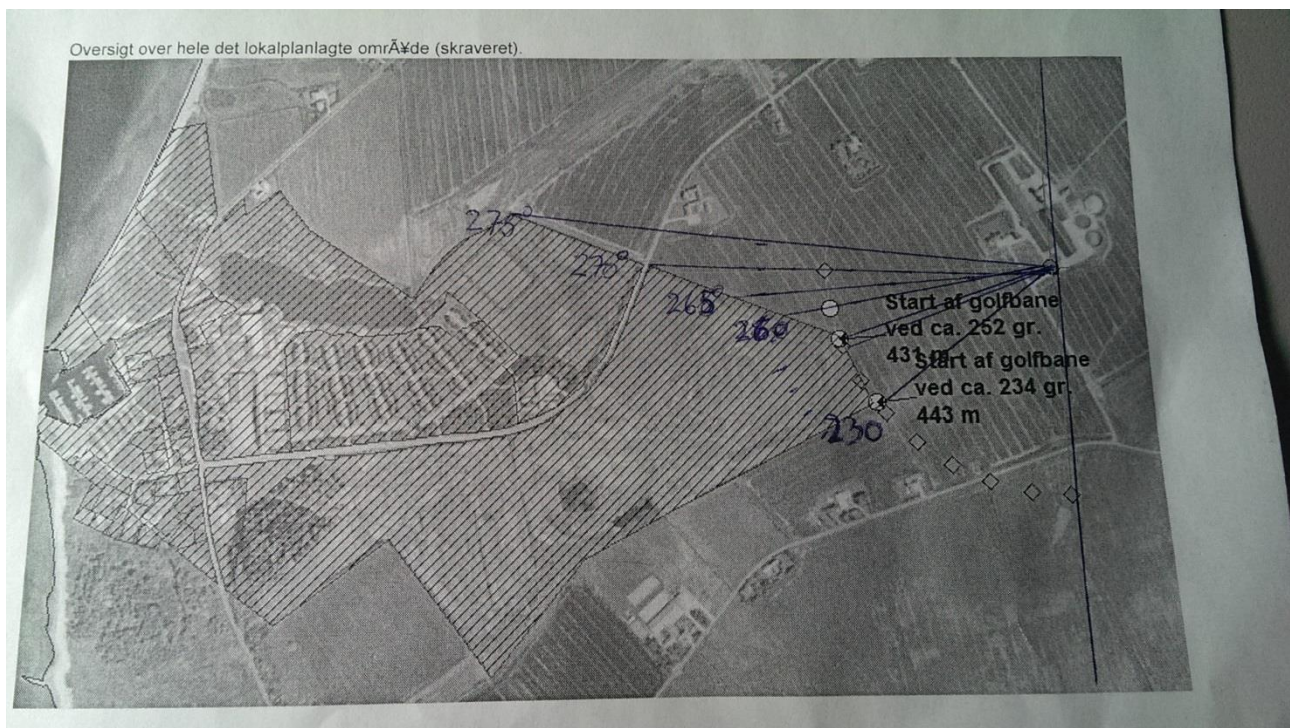 Oversigt over hele det lokalplanlagte omrÃ¥de (skraveret).
275°
270°
265°
260
Start af golfbane
ved ca. 252 gr.
431 m
Start af golfbane
ved ca. 234 gr.
443 m
230